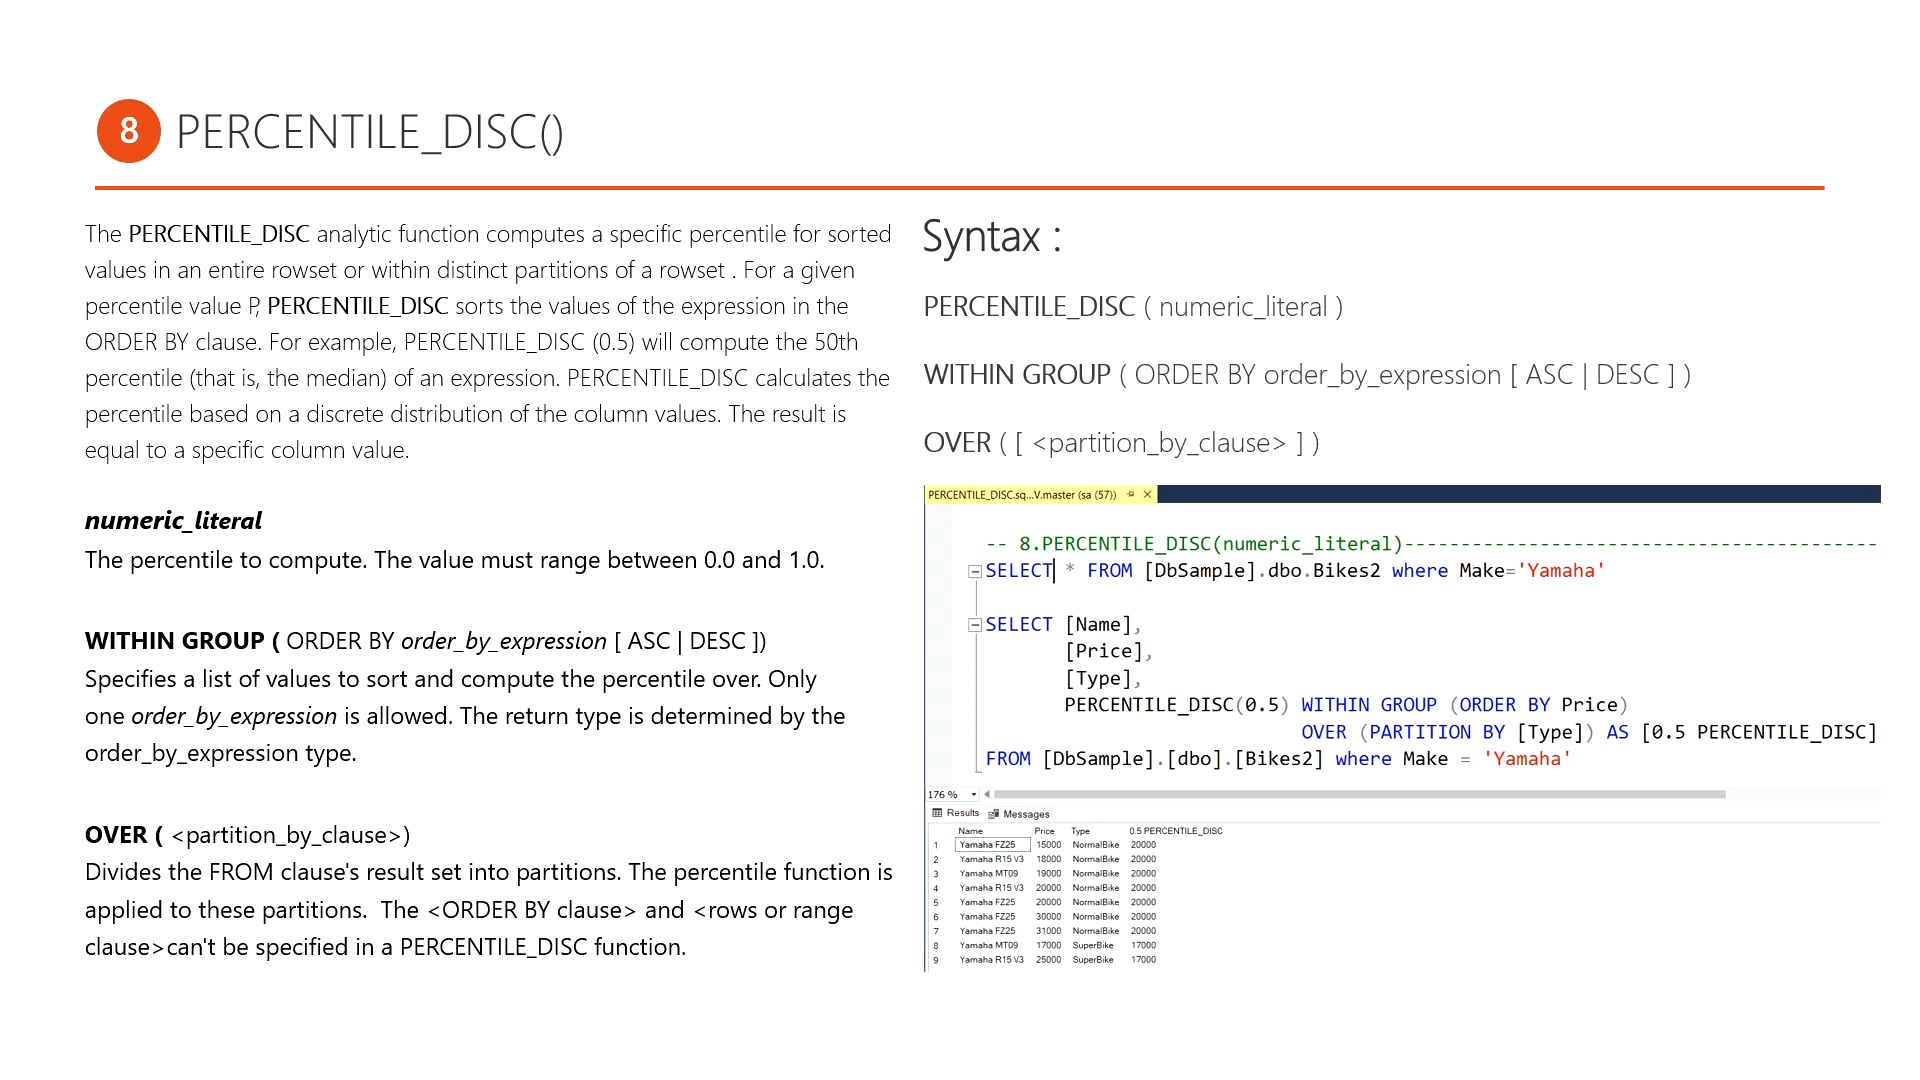 8 PERCENTILE_DISC()
The PERCENTILE_DISC analytic function computes a specific percentile for sorted
values in an entire rowset or within distinct partitions of a rowset . For a given
percentile value P, PERCENTILE_DISC sorts the values of the expression in the
ORDER BY clause. For example, PERCENTILE_DISC (0.5) will compute the 50th
percentile (that is, the median) of an expression. PERCENTILE_DISC calculates the
percentile based on a discrete distribution of the column values. The result is
equal to a specific column value.
numeric_literal
The percentile to compute. The value must range between 0.0 and 1.0.
WITHIN GROUP ( ORDER BY order_by_expression [ ASC | DESC ])
Specifies a list of values to sort and compute the percentile over. Only
one order_by_expression is allowed. The return type is determined by the
order_by_expression type.
OVER ( <partition_by_clause>)
Divides the FROM clause's result set into partitions. The percentile function is
applied to these partitions.  The <ORDER BY clause> and <rows or range
clause>can't be specified in a PERCENTILE_DISC function.
Syntax :
PERCENTILE_DISC ( numeric_literal )
WITHIN GROUP ( ORDER BY order_by_expression [ ASC | DESC ] )
OVER ( [ <partition_by_clause> ] )
PERCENTILE_DISC.sq...V.master (sa (57))
-- 8.PERCENTILE_DISC(numeric_literal)------------------------------------------
SELECT * FROM [DbSample].dbo.Bikes2 where Make='Yamaha'
SELECT [Name],
[Price],
[Type],
PERCENTILE_DISC(0.5) WITHIN GROUP (ORDER BY Price)
OVER (PARTITION BY [Type]) AS [0.5 PERCENTILE_DISC]
FROM [DbSample].[dbo].[Bikes2] where Make = 'Yamaha'
176 %
Results Messages
Name Price Type 0.5 PERCENTILE_DISC
1 Yamaha FZ25 15000 NormalBike 20000
2 Yamaha R15 V3 18000 NormalBike 20000
3 Yamaha MT09 19000 NormalBike 20000
4 Yamaha R15 V3 20000 NormalBike 20000
5 Yamaha FZ25 20000 NormalBike 20000
6 Yamaha FZ25 30000 NormalBike 20000
7 Yamaha FZ25 31000 NormalBike 20000
8 Yamaha MT09 17000 SuperBike 17000
9 Yamaha R15 V3 25000 SuperBike 17000